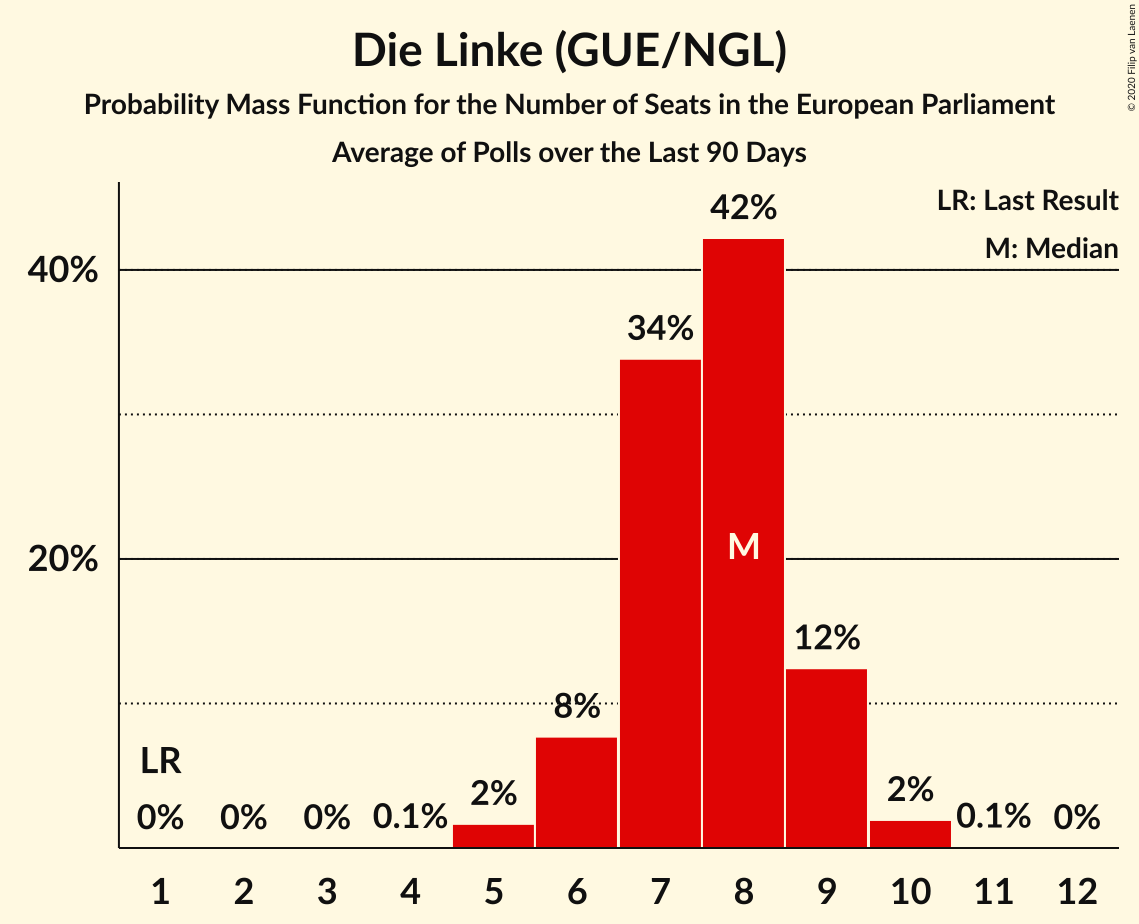 Die Linke (GUE/NGL)
Probability Mass Function for the Number of Seats in the European Parliament
Average of Polls over the Last 90 Days
© 2020 Filip van Laenen
LR: Last Result
M: Median
40%
20%
LR
0%
0%
0%
0.1%
2%
8%
34%
42%
M
12%
2%
0.1%
0%
1 2 3 4 5 6 7 8 9 10 11 12